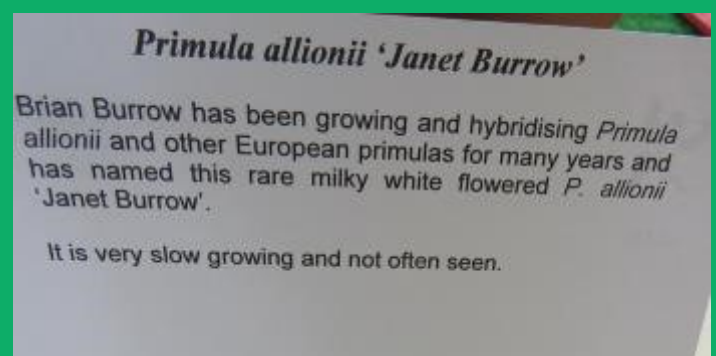 Primula allionii ‘Janet Burrow’
Brian Burrow has been growing and hybridising Primula
allionii and other European primulas for many years and
has named this rare milky white flowered P. allionii
‘Janet Burrow’.
It is very slow growing and not often seen.